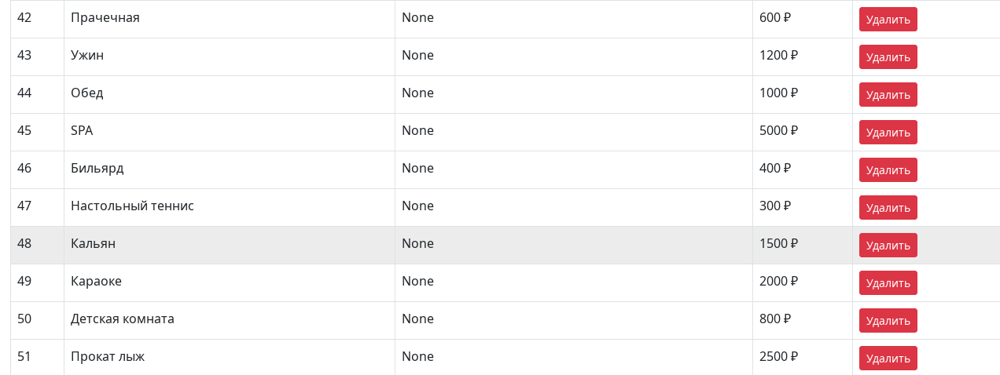 42 Прачечная None 600 ₽ Удалить
43 Ужин None 1200 ₽ Удалить
44 Обед None 1000 ₽ Удалить
45 SPA None 5000 ₽ Удалить
46 Бильярд None 400 ₽ Удалить
47 Настольный теннис None 300 ₽ Удалить
48 Кальян None 1500 ₽ Удалить
49 Караоке None 2000 ₽ Удалить
50 Детская комната None 800 ₽ Удалить
51 Прокат лыж None 2500 ₽ Удалить